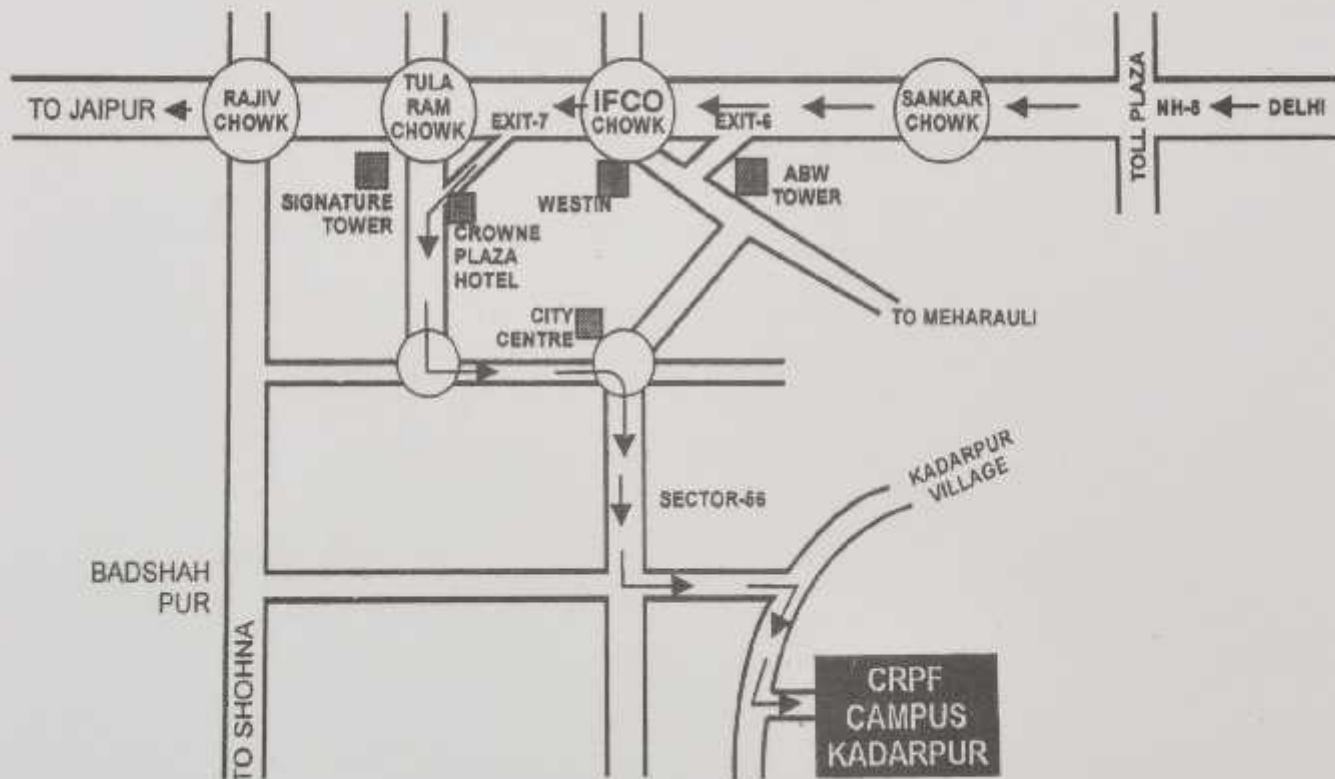 TO JAIPUR
RAJIV
CHOWK
TULA
RAM
CHOWK
EXIT-7
IFCO
CHOWK
EXIT-6
SANKAR
CHOWK
TOLL PLAZA
NH-8
DELHI
SIGNATURE
TOWER
CROWNE
PLAZA
HOTEL
WESTIN
ABW
TOWER
CITY
CENTRE
TO MEHARAULI
KADARPUR
VILLAGE
SECTOR-56
BADSHAH
PUR
TO SHOHNA
CRPF
CAMPUS
KADARPUR